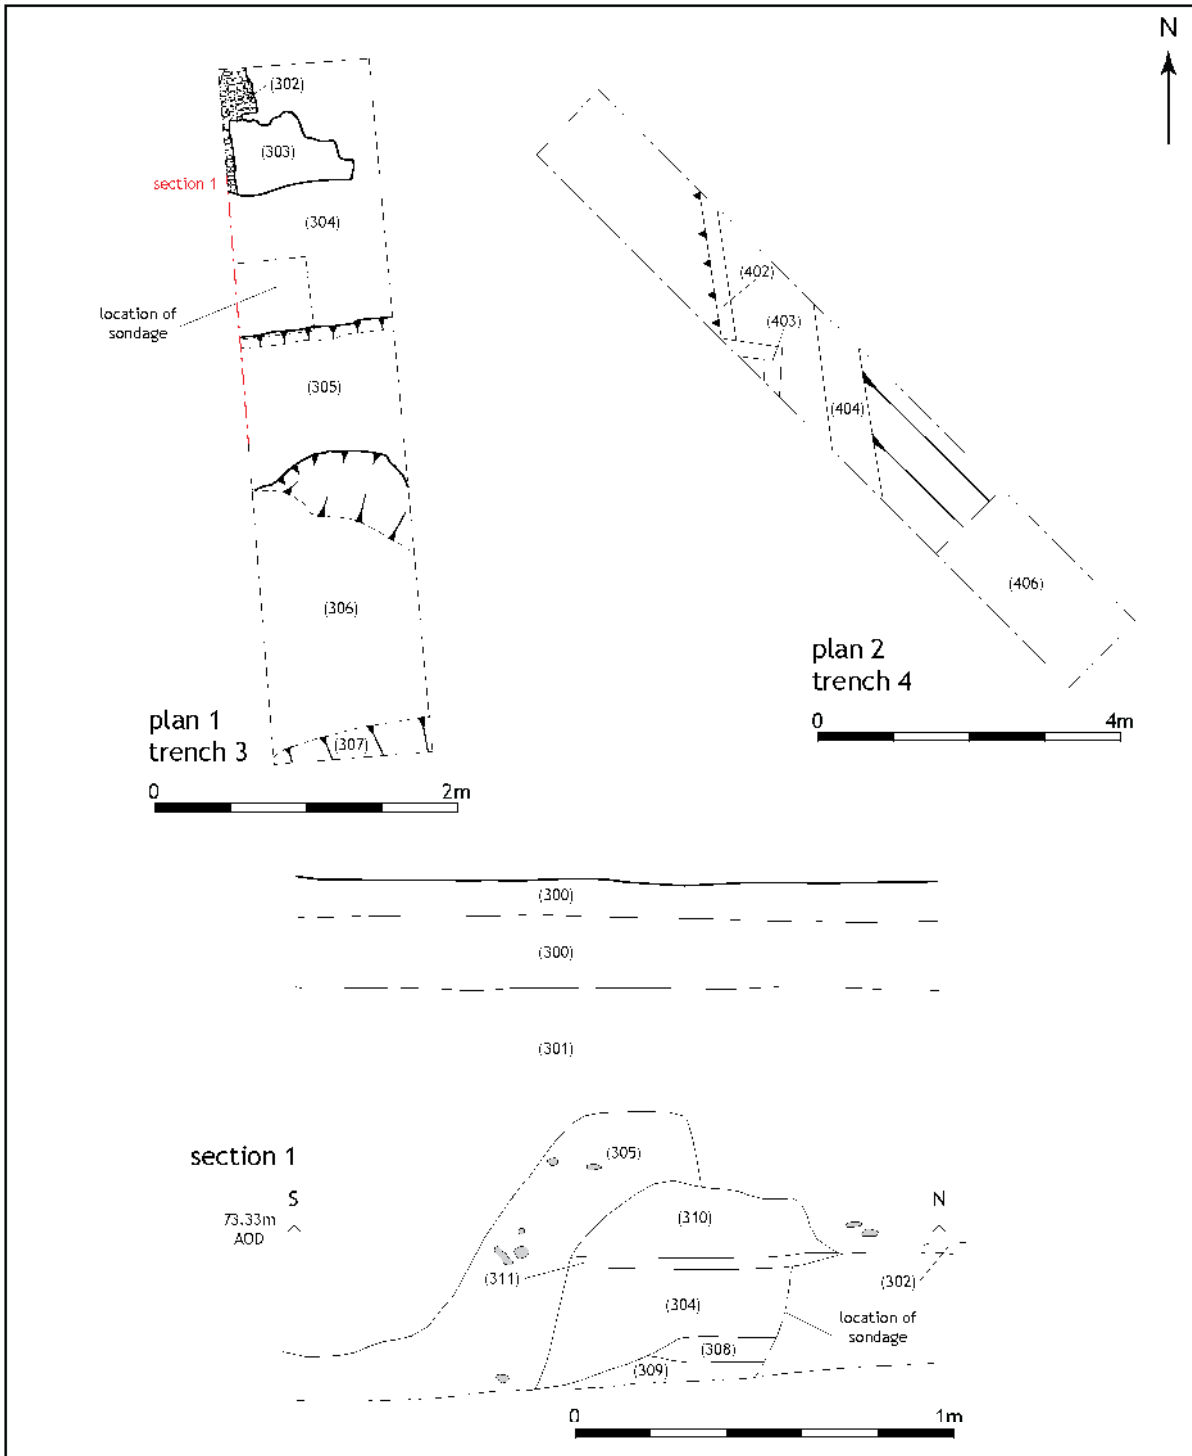 N
(302)
(303)
section 1
(304)
location of
sondage
(305)
(306)
(307)
plan 1
trench 3
0 2m
(402)
(403)
(404)
(406)
plan 2
trench 4
0 4m
(300)
(300)
(301)
section 1
(305)
S
N
73.33m
AOD
(310)
(311)
(302)
(304)
location of
sondage
(308)
(309)
0 1m